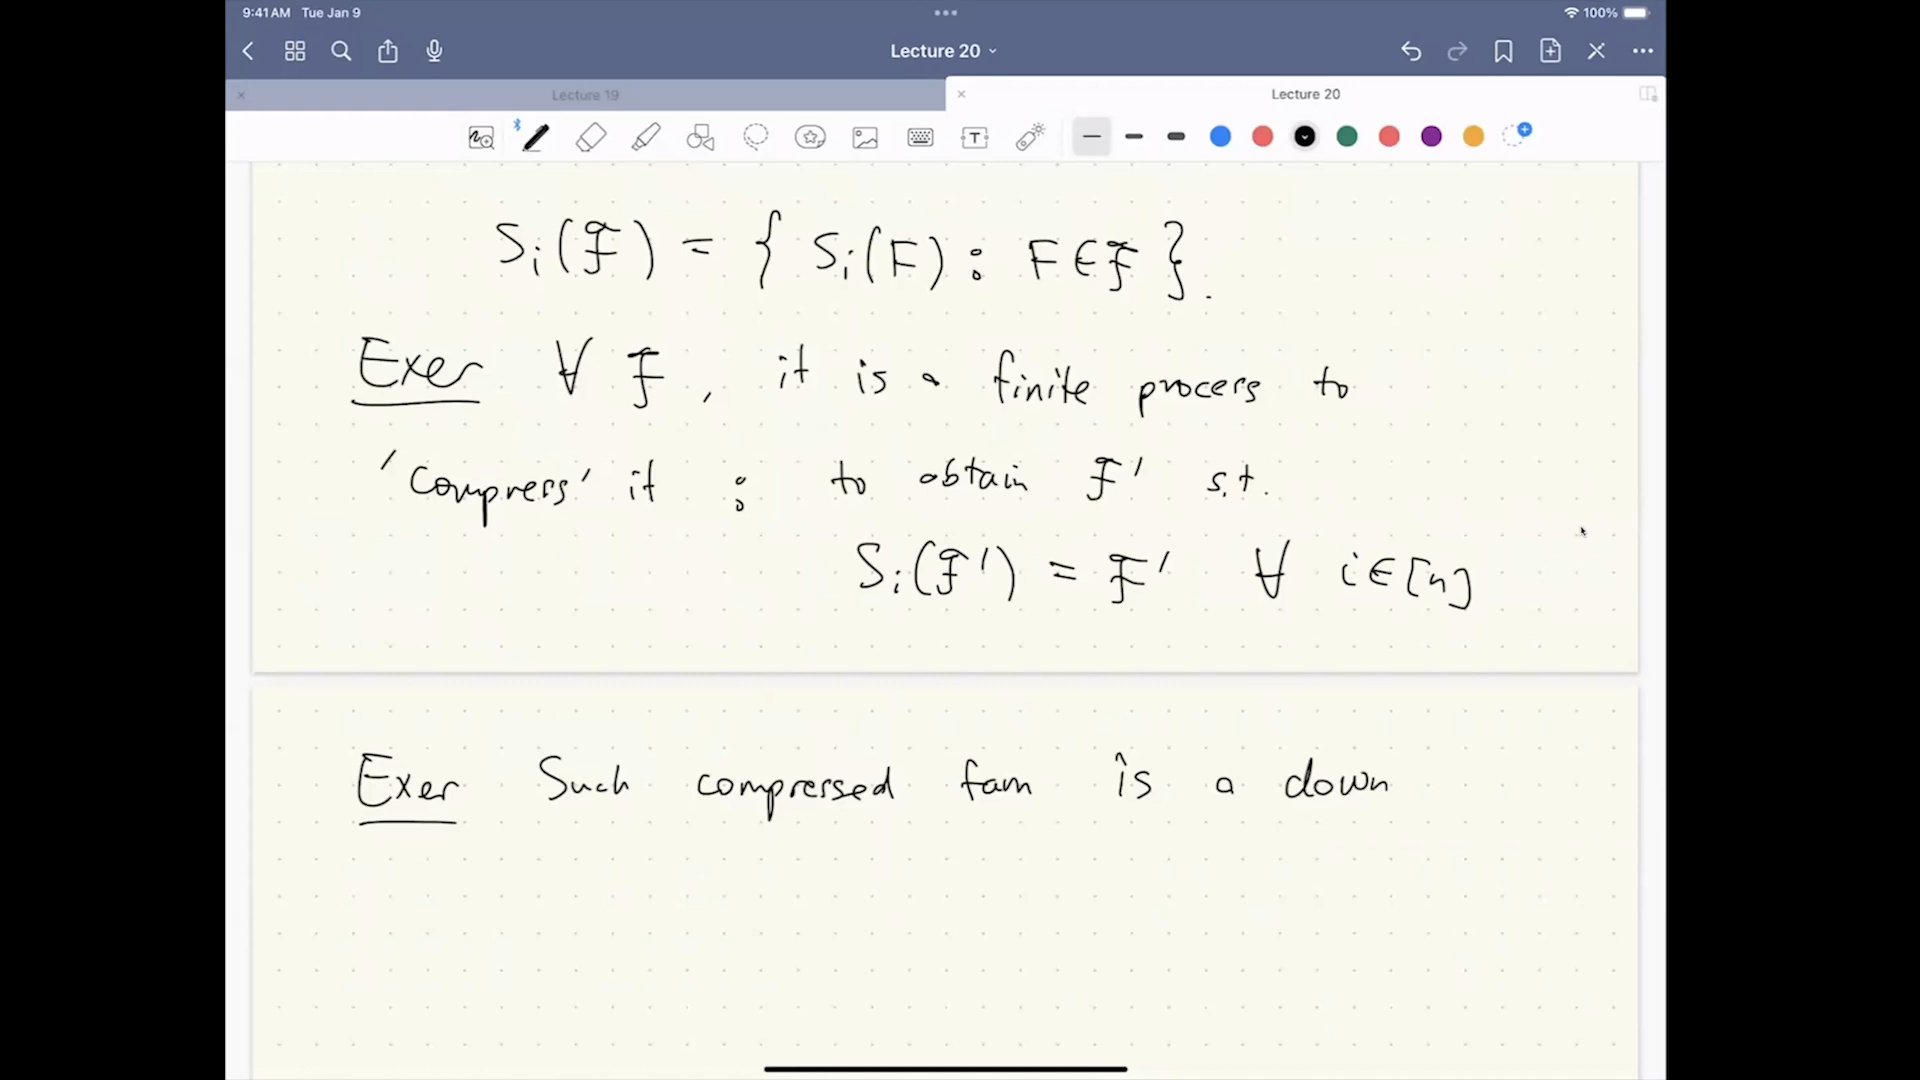 9:41 AM Tue Jan 9
100%
Lecture 20
Lecture 19
Lecture 20
Sᵢ(ℱ) = { Sᵢ(F) : F ∈ ℱ }.
Exer ∀ ℱ, it is a finite process to
'compress' it : to obtain ℱ' s.t.
Sᵢ(ℱ') = ℱ' ∀ i ∈ [n]
Exer Such compressed fam is a down